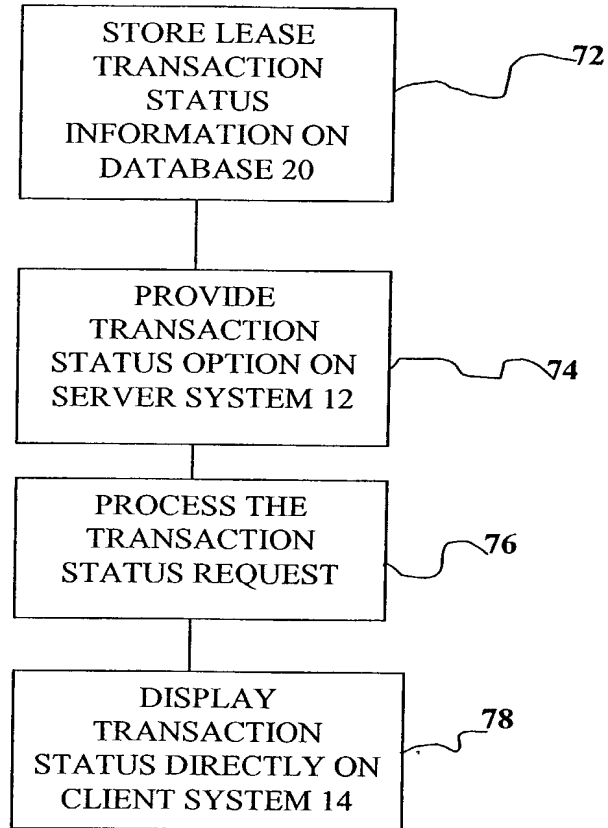 STORE LEASE
TRANSACTION
STATUS
INFORMATION ON
DATABASE 20
72
PROVIDE
TRANSACTION
STATUS OPTION ON
SERVER SYSTEM 12
74
PROCESS THE
TRANSACTION
STATUS REQUEST
76
DISPLAY
TRANSACTION
STATUS DIRECTLY ON
CLIENT SYSTEM 14
78